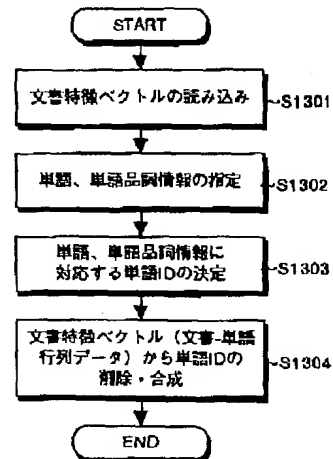 START
文書特徴ベクトルの読み込み
S1301
単語、単語品詞情報の指定
S1302
単語、単語品詞情報に
対応する単語IDの決定
S1303
文書特徴ベクトル（文書-単語
行列データ）から単語IDの
削除・合成
S1304
END